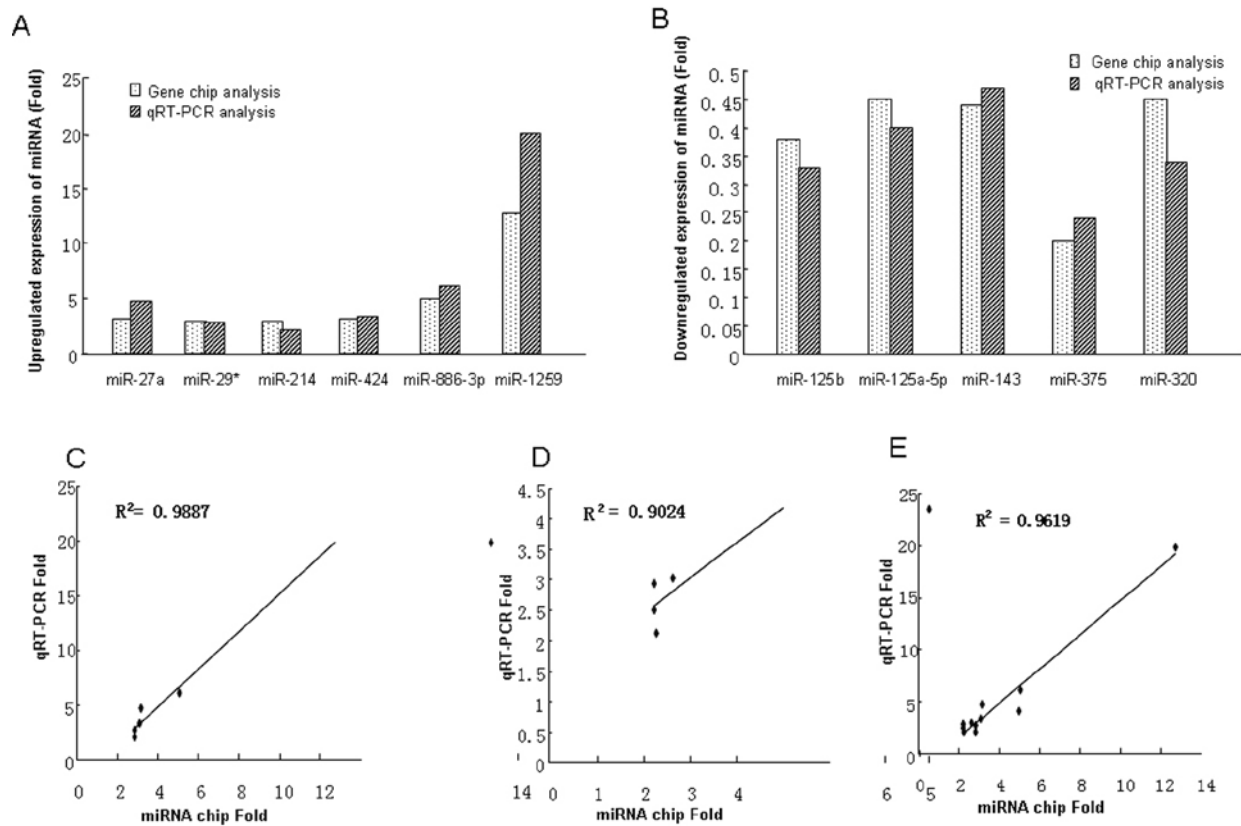 A
Upregulated expression of miRNA (Fold)
25
20
15
10
5
0
Gene chip analysis
qRT-PCR analysis
miR-27a miR-29* miR-214 miR-424 miR-886-3p miR-1259
B
Downregulated expression of miRNA (Fold)
0.5
0.45
0.4
0.35
0.3
0.25
0.2
0.15
0.1
0.05
0
Gene chip analysis
qRT-PCR analysis
miR-125b miR-125a-5p miR-143 miR-375 miR-320
C
qRT-PCR Fold
25
20
15
10
5
0
R²= 0.9887
0 2 4 6 8 10 12 14
miRNA chip Fold
D
qRT-PCR Fold
4.5
4
3.5
3
2.5
2
1.5
1
0.5
0
R² = 0.9024
0 1 2 3 4 5 6
miRNA chip Fold
E
qRT-PCR Fold
25
20
15
10
5
0
R² = 0.9619
0 2 4 6 8 10 12 14
miRNA chip Fold